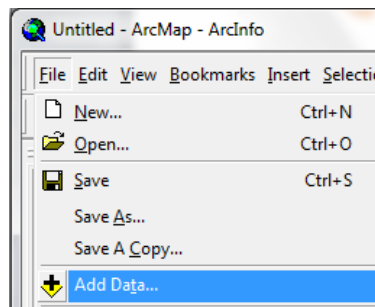 Untitled - ArcMap - ArcInfo
File Edit View Bookmarks Insert
New... Ctrl+N
Open... Ctrl+O
Save Ctrl+S
Save As...
Save A Copy...
Add Data...